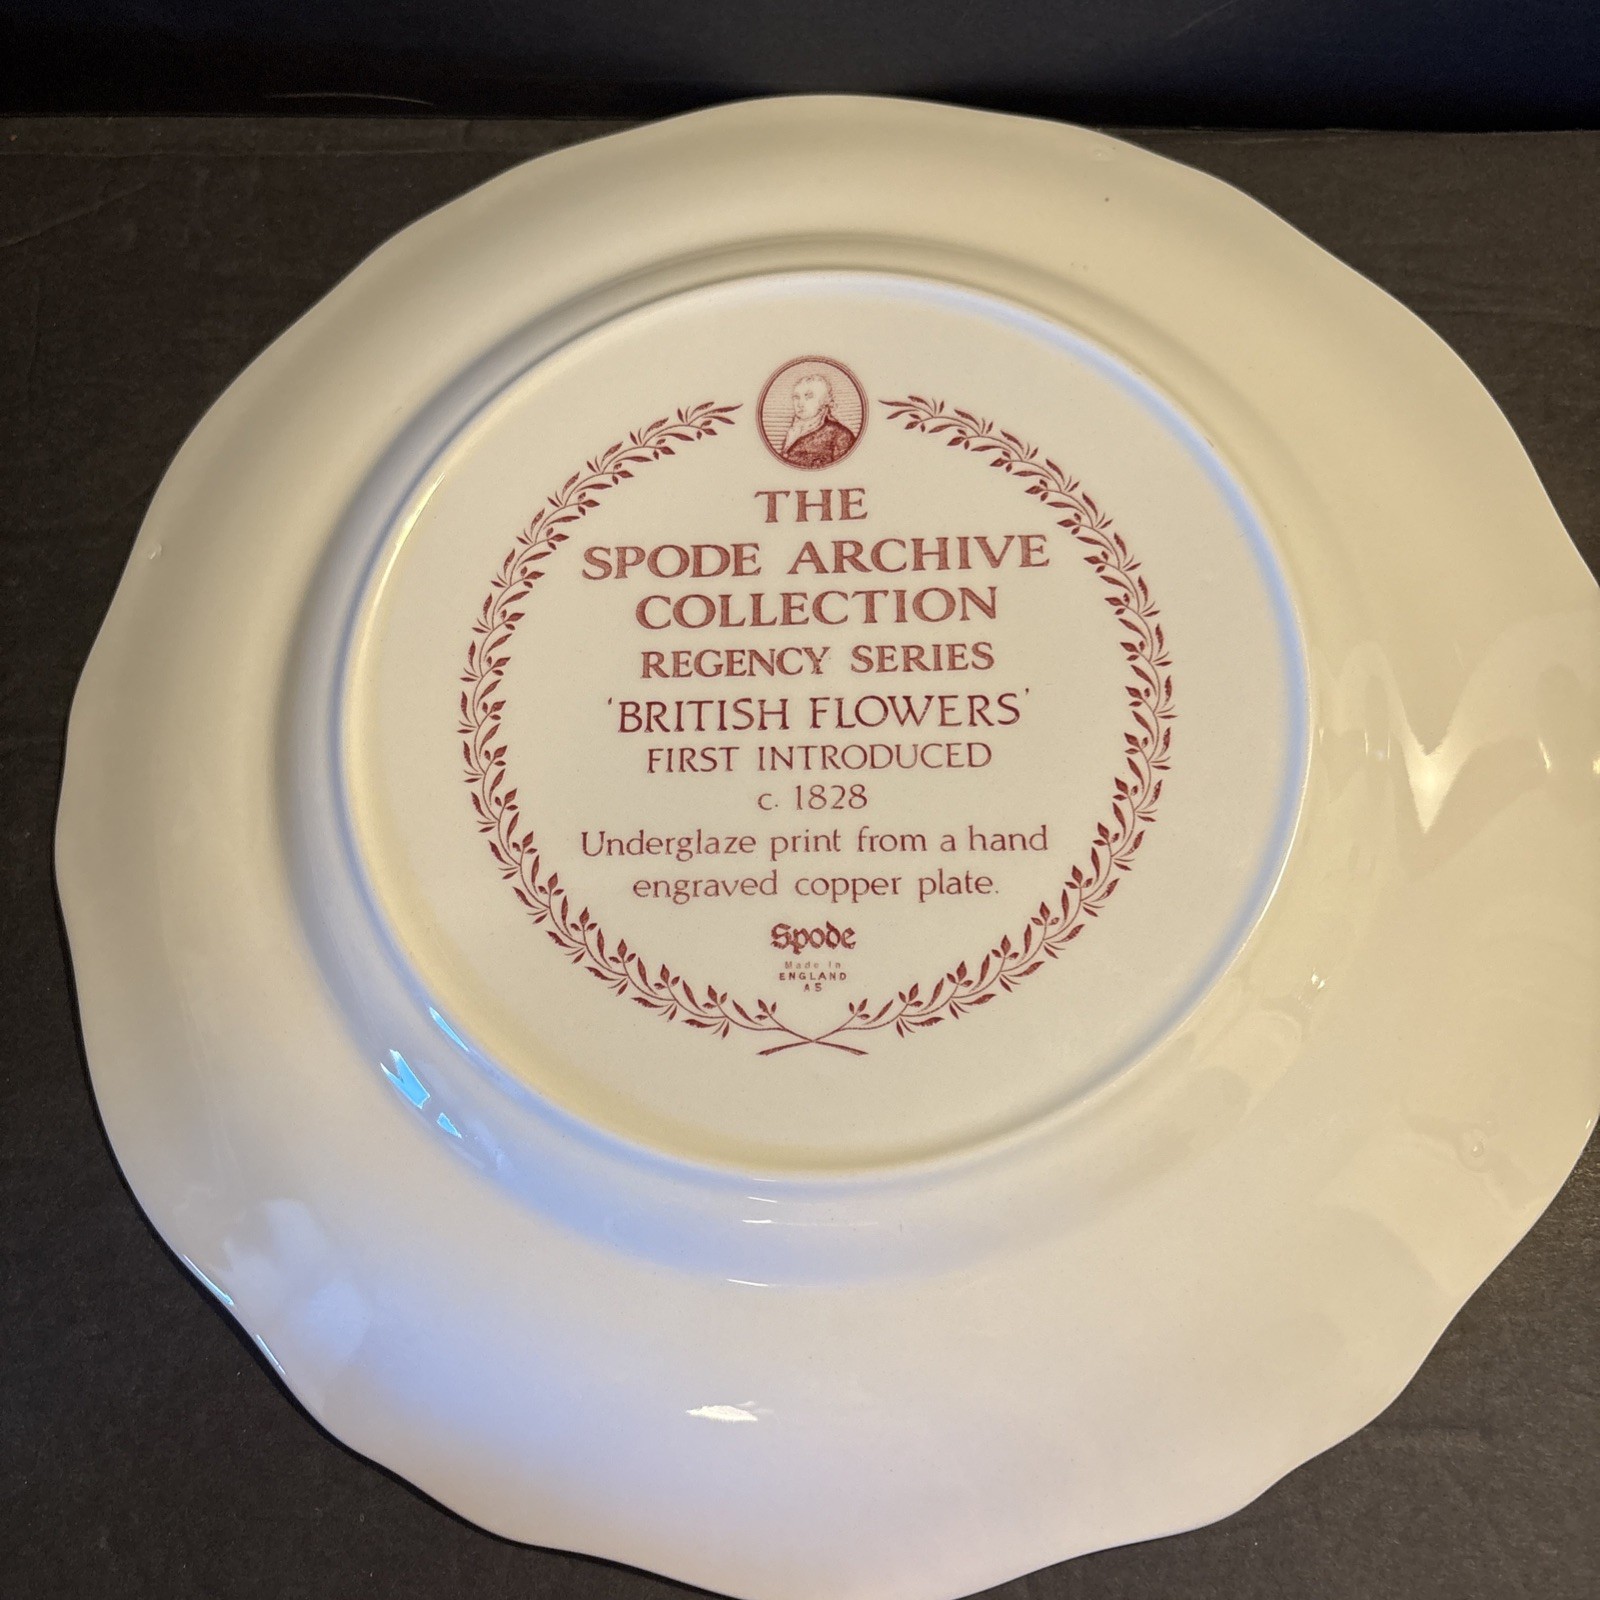 THE
SPODE ARCHIVE
COLLECTION
REGENCY SERIES
'BRITISH FLOWERS'
FIRST INTRODUCED
c. 1828
Underglaze print from a hand
engraved copper plate.
Spode
Made in
ENGLAND
A5